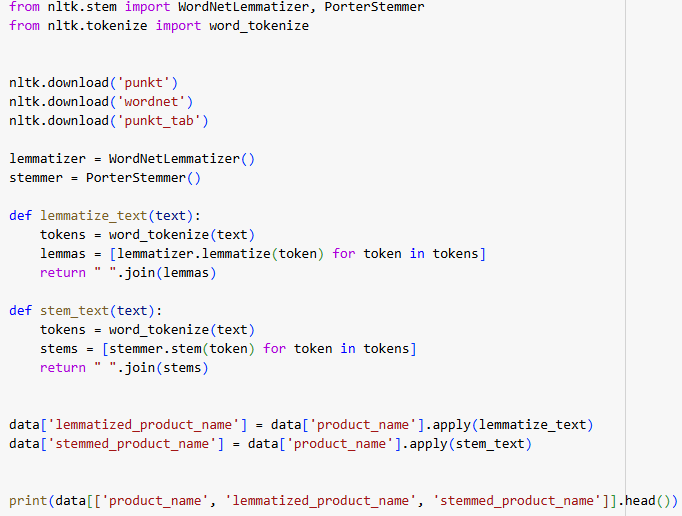 from nltk.stem import WordNetLemmatizer, PorterStemmer
from nltk.tokenize import word_tokenize
nltk.download('punkt')
nltk.download('wordnet')
nltk.download('punkt_tab')
lemmatizer = WordNetLemmatizer()
stemmer = PorterStemmer()
def lemmatize_text(text):
    tokens = word_tokenize(text)
    lemmas = [lemmatizer.lemmatize(token) for token in tokens]
    return " ".join(lemmas)
def stem_text(text):
    tokens = word_tokenize(text)
    stems = [stemmer.stem(token) for token in tokens]
    return " ".join(stems)
data['lemmatized_product_name'] = data['product_name'].apply(lemmatize_text)
data['stemmed_product_name'] = data['product_name'].apply(stem_text)
print(data[['product_name', 'lemmatized_product_name', 'stemmed_product_name']].head())